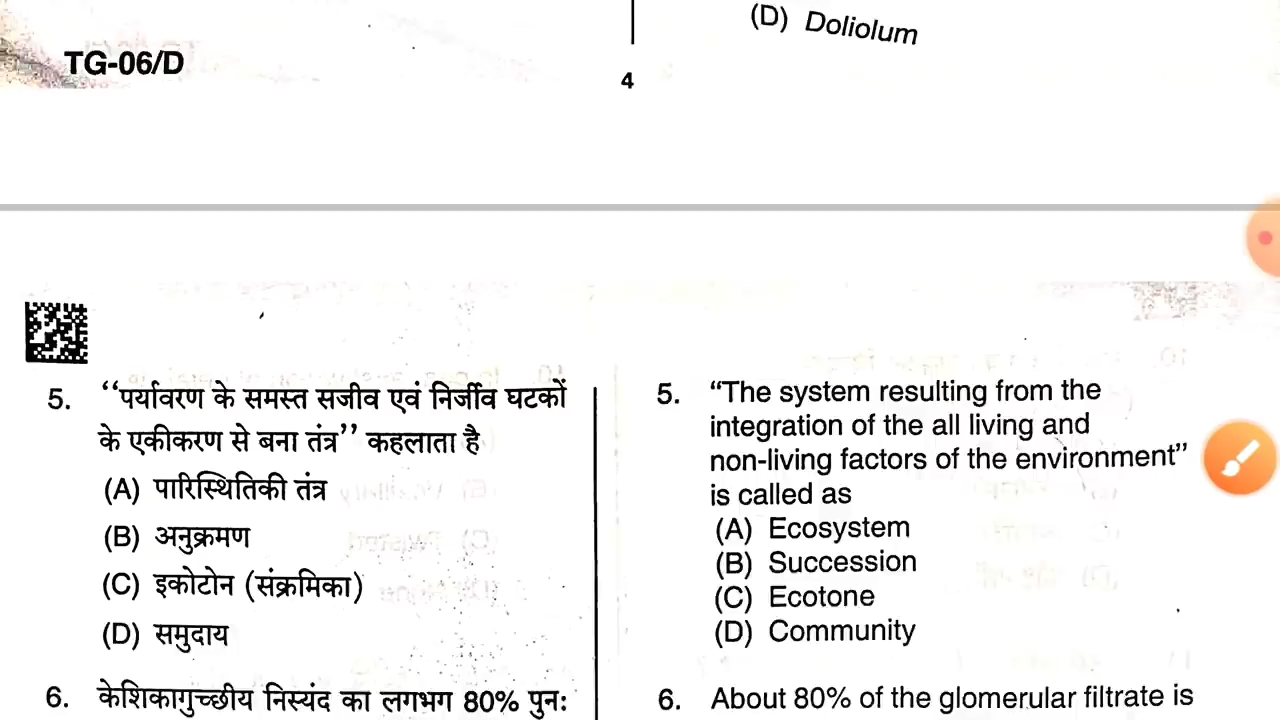 (D) Doliolum
TG-06/D
4
5. ‘‘पर्यावरण के समस्त सजीव एवं निर्जीव घटकों
के एकीकरण से बना तंत्र’’ कहलाता है
(A) पारिस्थितिकी तंत्र
(B) अनुक्रमण
(C) इकोटोन (संक्रमिका)
(D) समुदाय
6. केशिकागुच्छीय निस्यंद का लगभग 80% पुनः
5. “The system resulting from the
integration of the all living and
non-living factors of the environment”
is called as
(A) Ecosystem
(B) Succession
(C) Ecotone
(D) Community
6. About 80% of the glomerular filtrate is